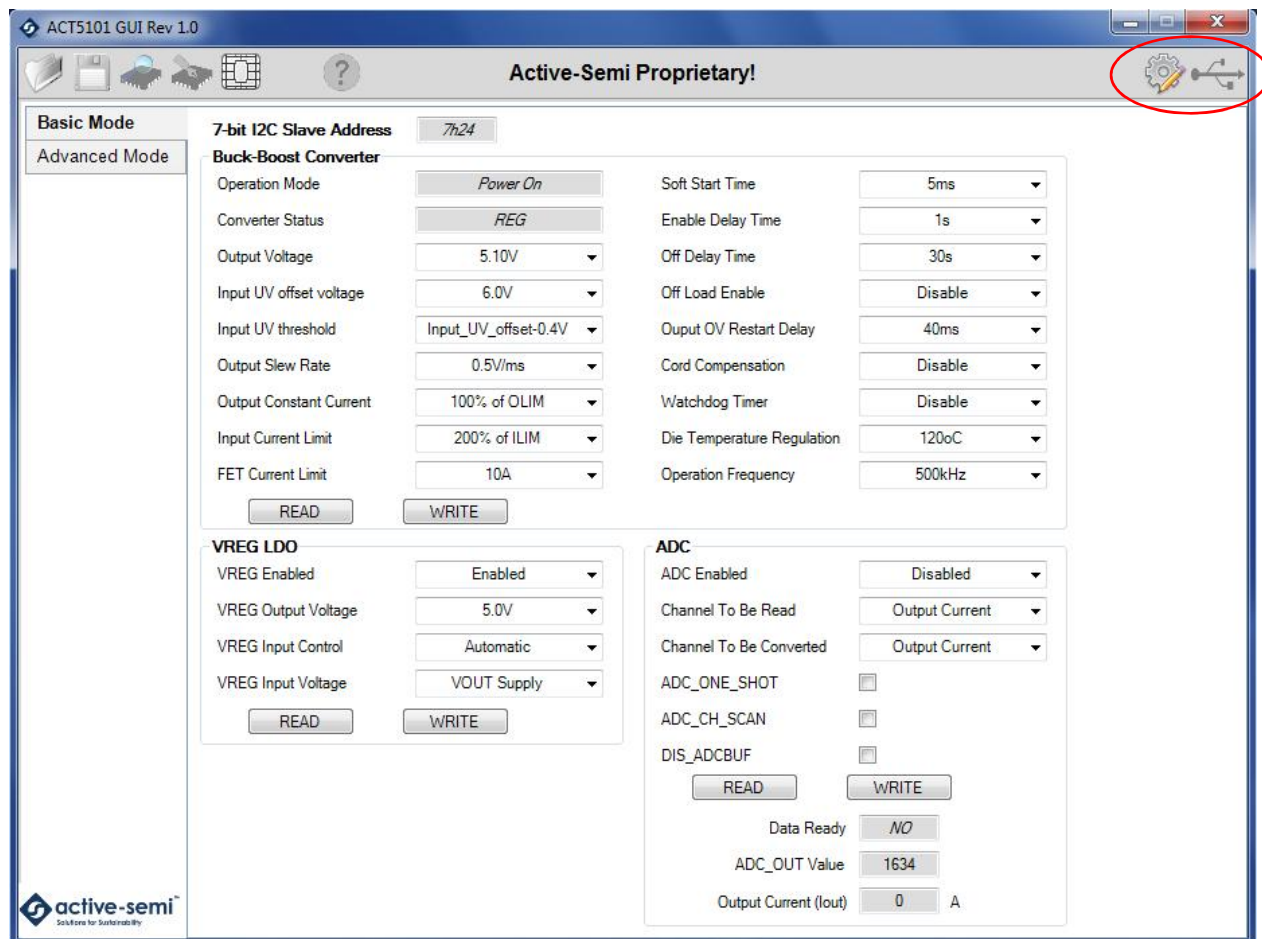 ACT5101 GUI Rev 1.0
?
Active-Semi Proprietary!
Basic Mode
Advanced Mode
7-bit I2C Slave Address 7h24
Buck-Boost Converter
Operation Mode Power On
Converter Status REG
Output Voltage 5.10V
Input UV offset voltage 6.0V
Input UV threshold Input_UV_offset-0.4V
Output Slew Rate 0.5V/ms
Output Constant Current 100% of OLIM
Input Current Limit 200% of ILIM
FET Current Limit 10A
READ WRITE
Soft Start Time 5ms
Enable Delay Time 1s
Off Delay Time 30s
Off Load Enable Disable
Ouput OV Restart Delay 40ms
Cord Compensation Disable
Watchdog Timer Disable
Die Temperature Regulation 120oC
Operation Frequency 500kHz
VREG LDO
VREG Enabled Enabled
VREG Output Voltage 5.0V
VREG Input Control Automatic
VREG Input Voltage VOUT Supply
READ WRITE
ADC
ADC Enabled Disabled
Channel To Be Read Output Current
Channel To Be Converted Output Current
ADC_ONE_SHOT
ADC_CH_SCAN
DIS_ADCBUF
READ WRITE
Data Ready NO
ADC_OUT Value 1634
Output Current (Iout) 0 A
active-semi
Solutions for Sustainability